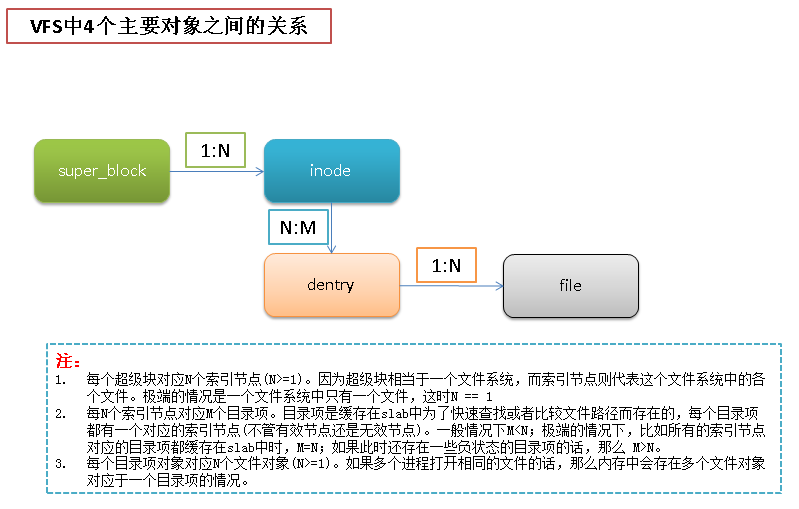 VFS中4个主要对象之间的关系
super_block
1:N
inode
N:M
dentry
1:N
file
注：
1. 每个超级块对应N个索引节点(N>=1)。因为超级块相当于一个文件系统，而索引节点则代表这个文件系统中的各
个文件。极端的情况是一个文件系统中只有一个文件，这时N == 1
2. 每N个索引节点对应M个目录项。目录项是缓存在slab中为了快速查找或者比较文件路径而存在的，每个目录项
都有一个对应的索引节点(不管有效节点还是无效节点)。一般情况下M<N；极端的情况下，比如所有的索引节点
对应的目录项都缓存在slab中时，M=N；如果此时还存在一些负状态的目录项的话，那么 M>N。
3. 每个目录项对象对应N个文件对象(N>=1)。如果多个进程打开相同的文件的话，那么内存中会存在多个文件对象
对应于一个目录项的情况。